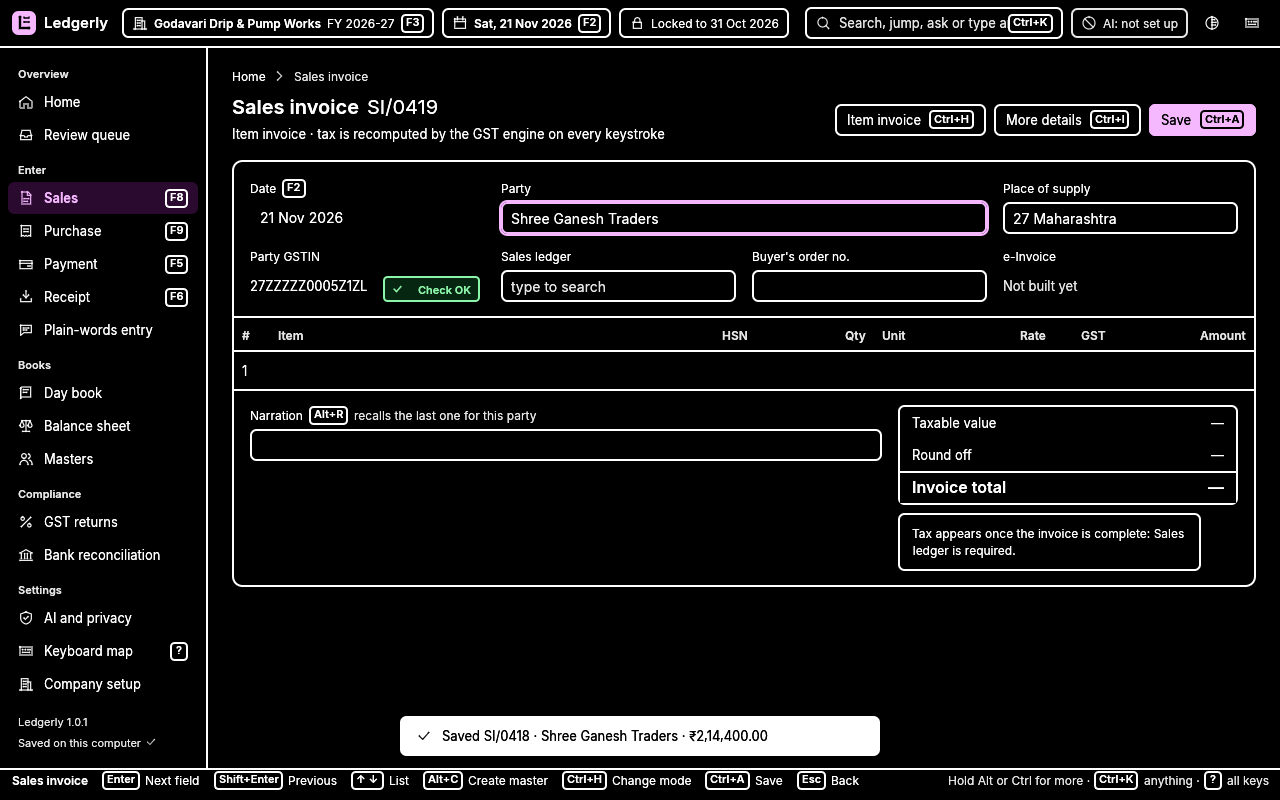 Ledgerly
Godavari Drip & Pump Works FY 2026-27 F3
Sat, 21 Nov 2026 F2
Locked to 31 Oct 2026
Search, jump, ask or type a Ctrl+K
AI: not set up
Overview
Home
Review queue
Enter
Sales F8
Purchase F9
Payment F5
Receipt F6
Plain-words entry
Books
Day book
Balance sheet
Masters
Compliance
GST returns
Bank reconciliation
Settings
AI and privacy
Keyboard map ?
Company setup
Ledgerly 1.0.1
Saved on this computer
Home > Sales invoice
Sales invoice SI/0419
Item invoice · tax is recomputed by the GST engine on every keystroke
Item invoice Ctrl+H
More details Ctrl+I
Save Ctrl+A
Date F2
21 Nov 2026
Party
Shree Ganesh Traders
Place of supply
27 Maharashtra
Party GSTIN
27ZZZZZ0005Z1ZL
Check OK
Sales ledger
type to search
Buyer's order no.
e-Invoice
Not built yet
# Item HSN Qty Unit Rate GST Amount
1
Narration Alt+R recalls the last one for this party
Taxable value —
Round off —
Invoice total —
Tax appears once the invoice is complete: Sales
ledger is required.
Saved SI/0418 · Shree Ganesh Traders · ₹2,14,400.00
Sales invoice Enter Next field Shift+Enter Previous ↑ ↓ List Alt+C Create master Ctrl+H Change mode Ctrl+A Save Esc Back Hold Alt or Ctrl for more · Ctrl+K anything · ? all keys